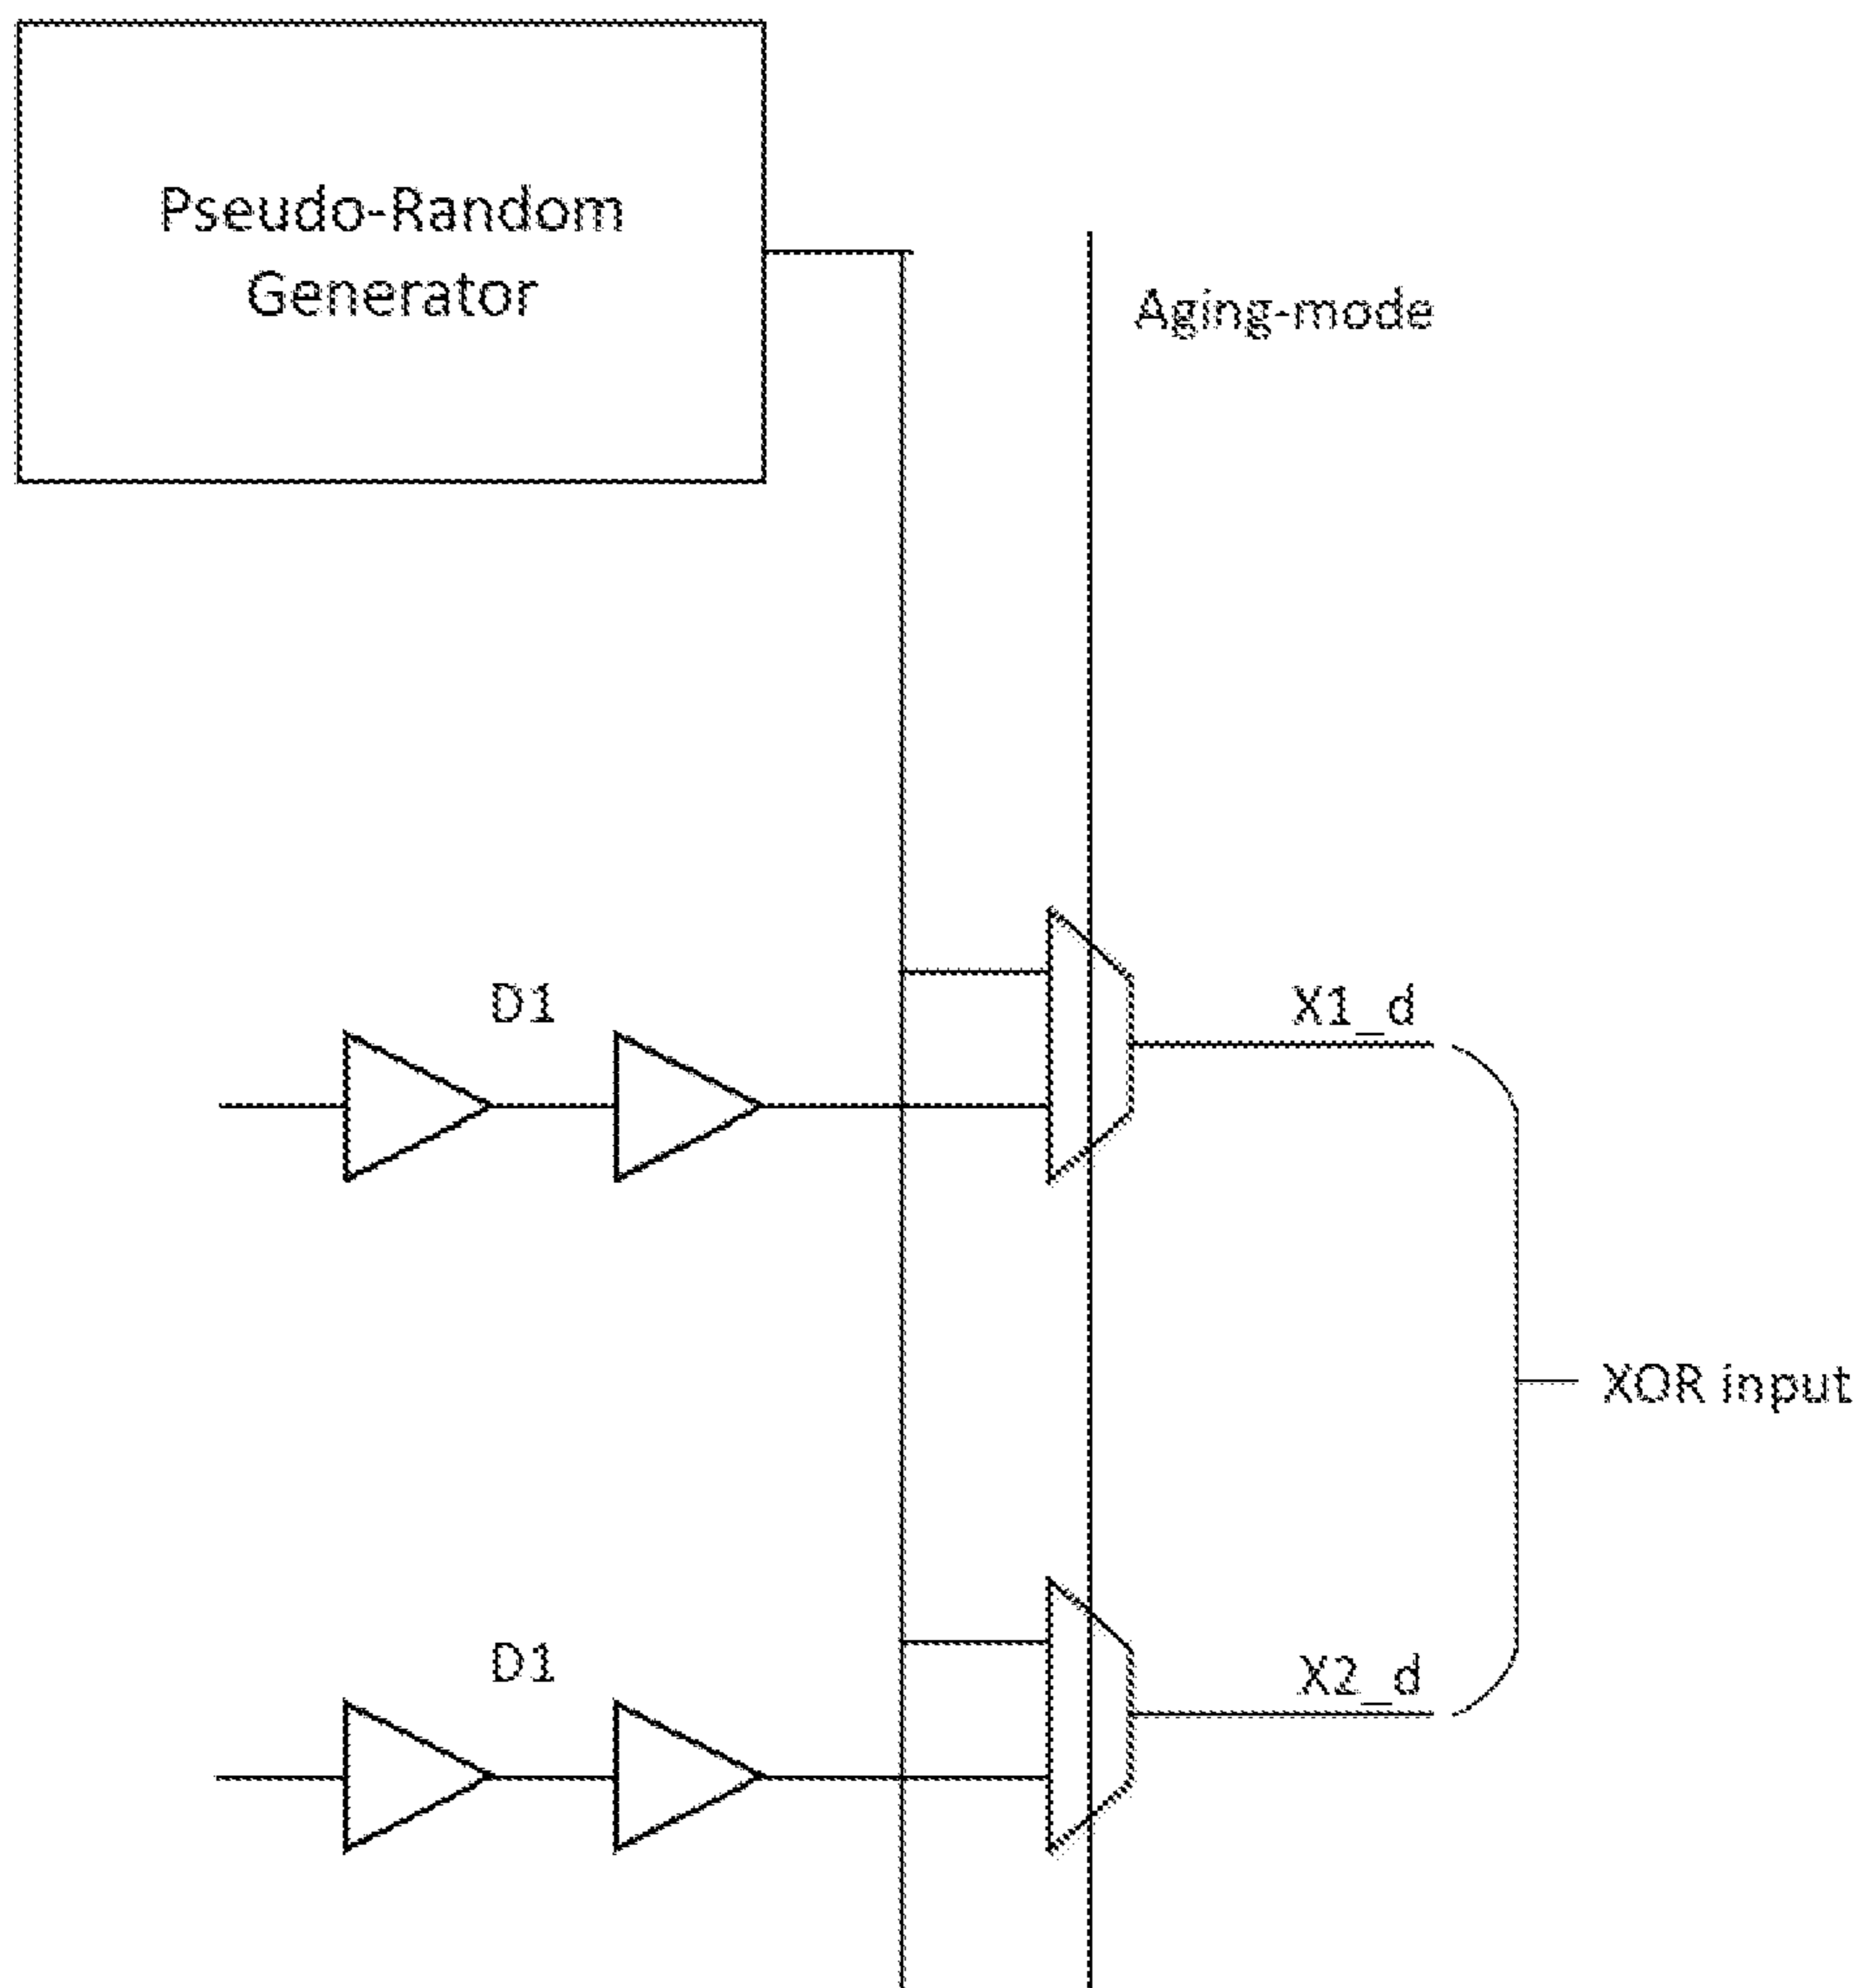 Pseudo-Random
Generator
Aging-mode
D1
X1_d
XOR input
D1
X2_d